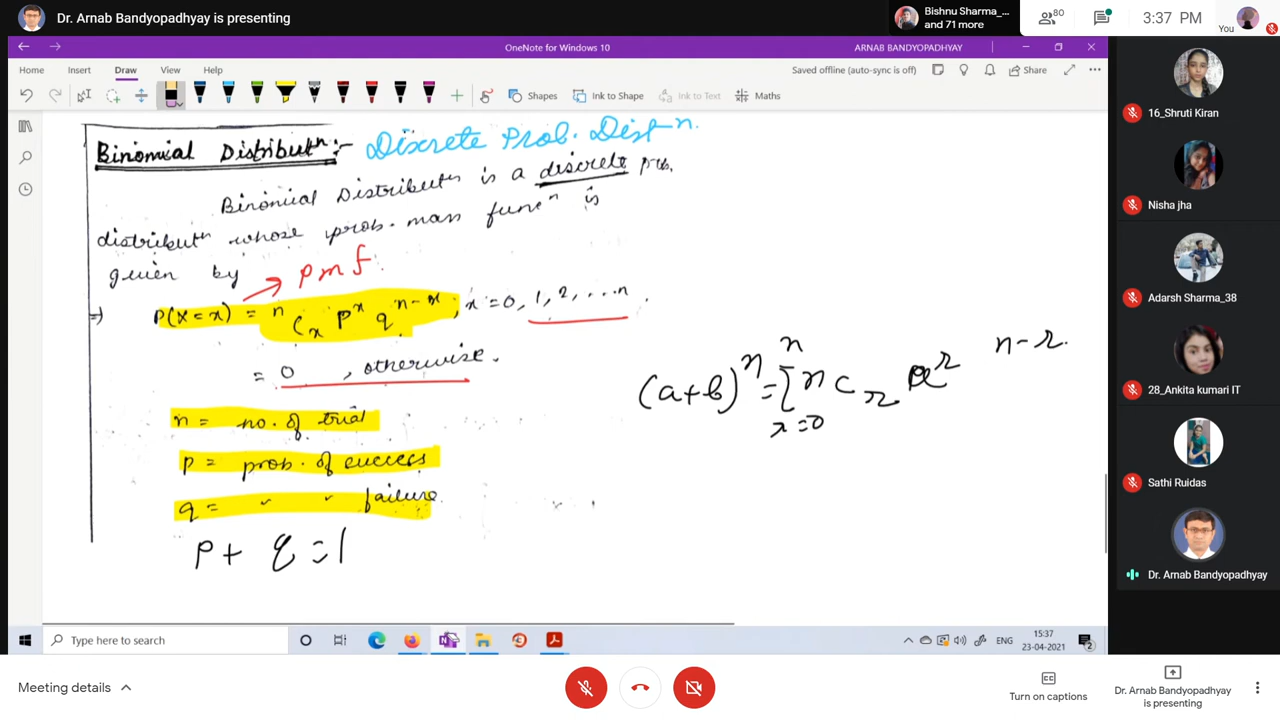 Dr. Arnab Bandyopadhyay is presenting
Bishnu Sharma_...
and 71 more
80
3:37 PM
You
OneNote for Windows 10
ARNAB BANDYOPADHYAY
Home Insert Draw View Help
Saved offline (auto-sync is off)
Share
Shapes
Ink to Shape
Ink to Text
Maths
Binomial Distributⁿ:- Discrete Prob. Distⁿ.
Binomial Distributⁿ is a discrete prob.
distributⁿ whose prob. mass funcⁿ is
given by
pmf.
⇒ P(X=x) = ⁿCₓ pˣ qⁿ⁻ˣ ; x=0, 1, 2, ...n.
= 0 , otherwise.
(a+b)ⁿ = Σ n C r
n
r=0
n-r.
n = no. of trial
p = prob. of success
q = " " failure.
p + q = 1
16_Shruti Kiran
Nisha jha
Adarsh Sharma_38
28_Ankita kumari IT
Sathi Ruidas
Dr. Arnab Bandyopadhyay
Type here to search
ENG
15:37
23-04-2021
2
Meeting details
Turn on captions
Dr. Arnab Bandyopadhyay
is presenting